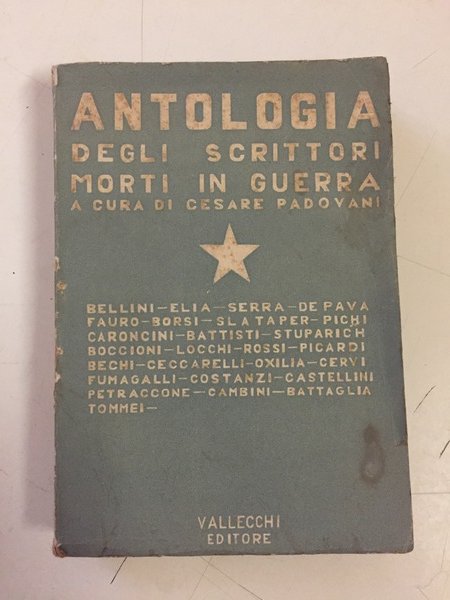 ANTOLOGIA
DEGLI SCRITTORI
MORTI IN GUERRA
A CURA DI CESARE PADOVANI
BELLINI—ELIA—SERRA—DE PAVA
FAURO—BORSI—SLATAPER—PICHI
CARONCINI—BATTISTI—STUPARICH
BOCCIONI—LOCCHI—ROSSI—PICARDI
BECHI—CECCARELLI—OXILIA—CERVI
FUMAGALLI—COSTANZI—CASTELLINI
PETRACCONE—CAMBINI—BATTAGLIA
TOMMEI—
VALLECCHI
EDITORE